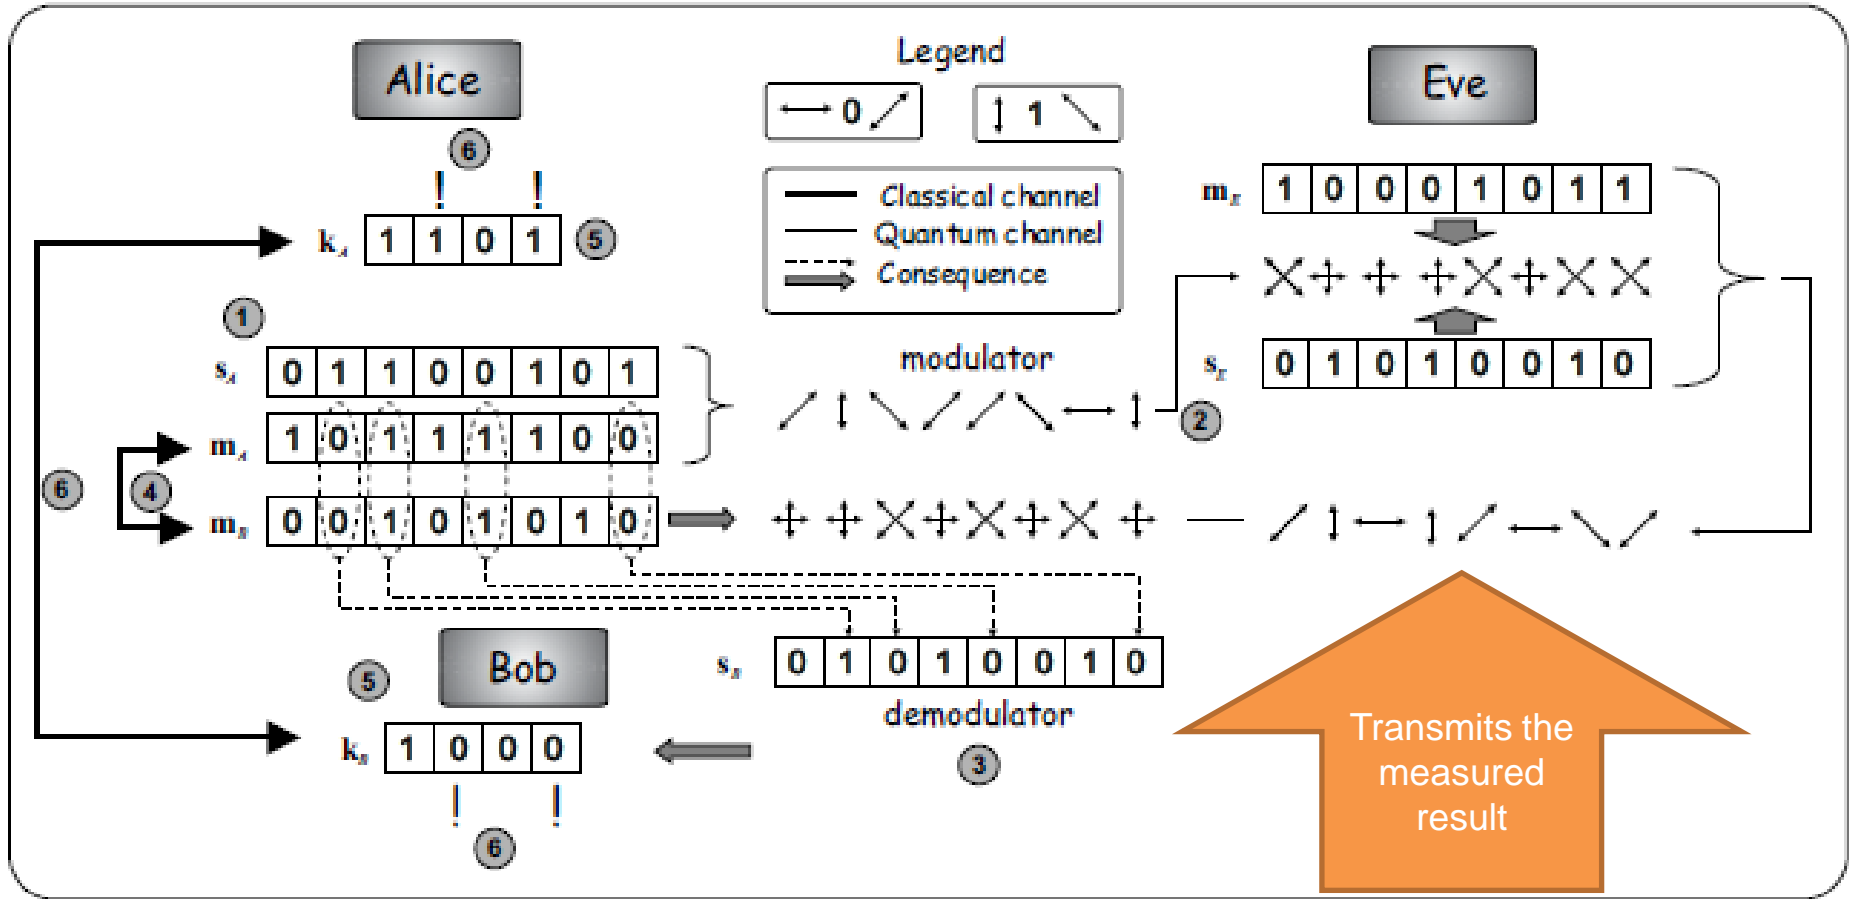 Alice
Legend
Eve
0
1
6
! !
Classical channel
Quantum channel
Consequence
m_E 1 0 0 0 1 0 1 1
k_A 1 1 0 1 5
1
s_A 0 1 1 0 0 1 0 1
modulator
s_E 0 1 0 1 0 0 1 0
2
m_A 1 0 1 1 1 1 0 0
6 4
m_B 0 0 1 0 1 0 1 0
Bob
5
s_B 0 1 0 1 0 0 1 0
demodulator
3
k_B 1 0 0 0
! !
6
Transmits the
measured
result